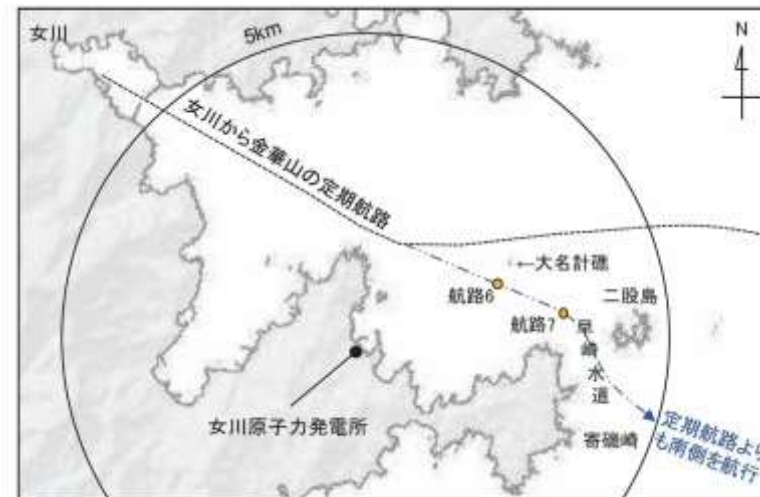 女川
5km
N
女川から金華山の定期航路
←大名計礁
航路6
二股島
航路7
早崎水道
女川原子力発電所
寄磯崎
定期航路より
も南側を航行